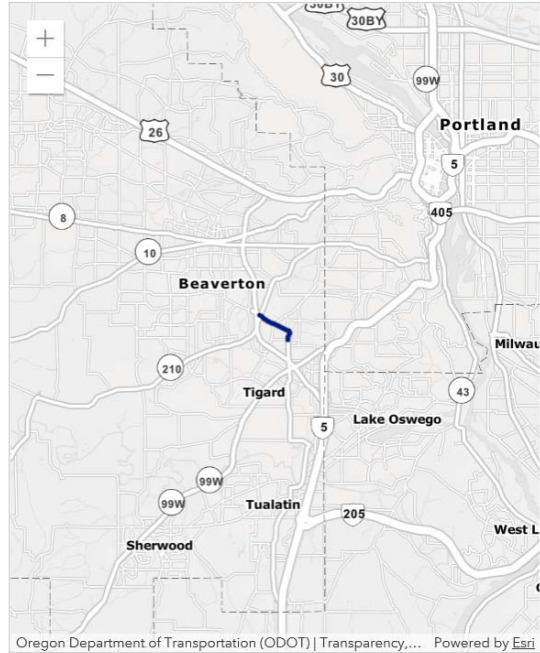 +
−
30BY
30BY
30
99W
Portland
26
5
8
405
10
Beaverton
Milwau
210
Tigard
43
Lake Oswego
5
99W
Tualatin
99W
205
West L
Sherwood
Oregon Department of Transportation (ODOT) | Transparency,... Powered by Esri